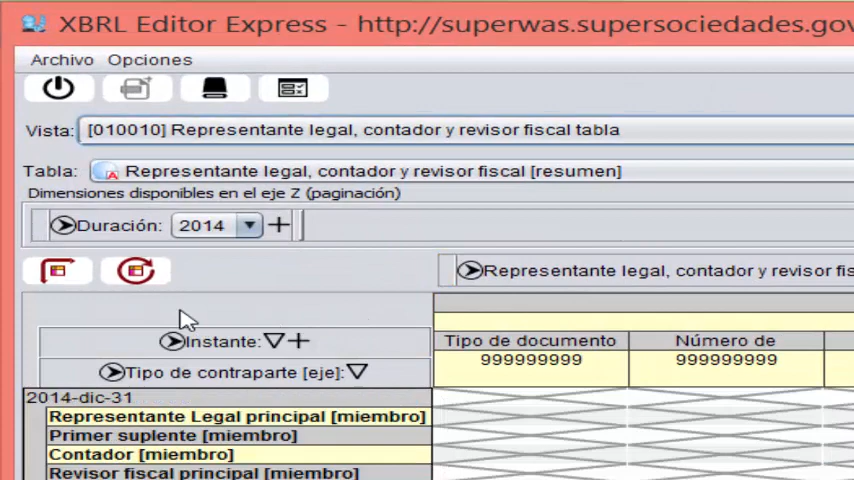 XBRL Editor Express - http://superwas.supersociedades.gov
Archivo Opciones
Vista: [010010] Representante legal, contador y revisor fiscal tabla
Tabla: Representante legal, contador y revisor fiscal [resumen]
Dimensiones disponibles en el eje Z (paginación)
Duración: 2014
Representante legal, contador y revisor fis
Instante:
Tipo de documento Número de
Tipo de contraparte [eje]: 999999999 999999999
2014-dic-31
Representante Legal principal [miembro]
Primer suplente [miembro]
Contador [miembro]
Revisor fiscal principal [miembro]